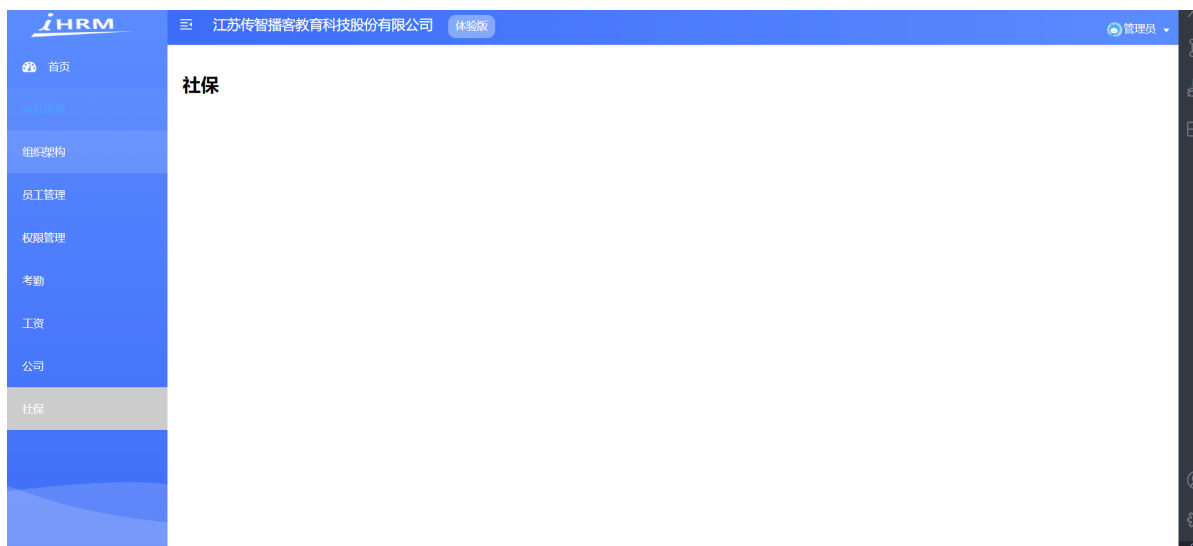 iHRM
江苏传智播客教育科技股份有限公司 体验版
管理员
首页
社保
组织架构
员工管理
权限管理
考勤
工资
公司
社保